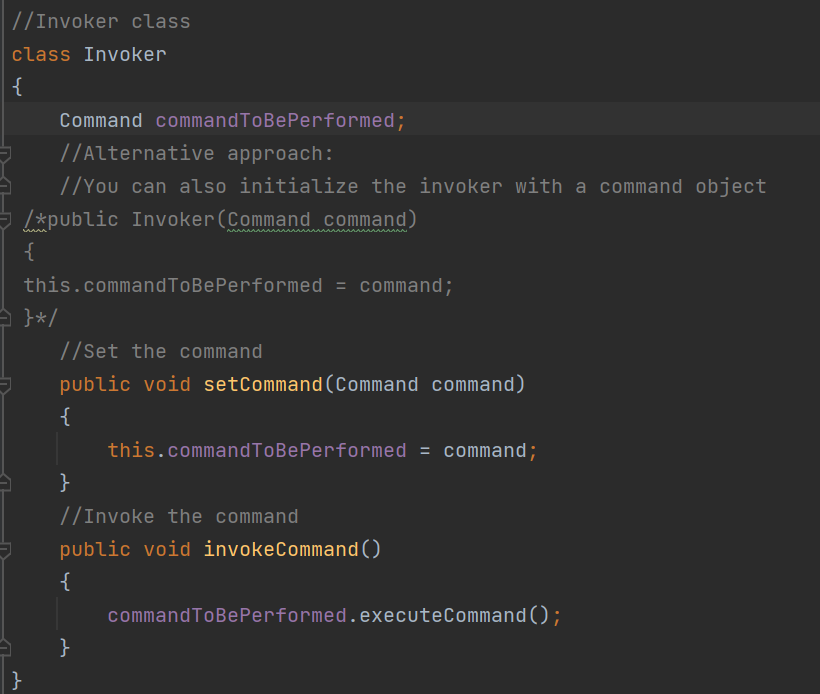 //Invoker class
class Invoker
{
    Command commandToBePerformed;
    //Alternative approach:
    //You can also initialize the invoker with a command object
 /*public Invoker(Command command)
 {
 this.commandToBePerformed = command;
 }*/
    //Set the command
    public void setCommand(Command command)
    {
        this.commandToBePerformed = command;
    }
    //Invoke the command
    public void invokeCommand()
    {
        commandToBePerformed.executeCommand();
    }
}